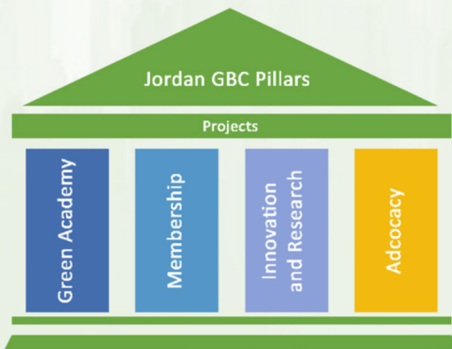 Jordan GBC Pillars
Projects
Green Academy
Membership
Innovation
and Research
Adcocacy